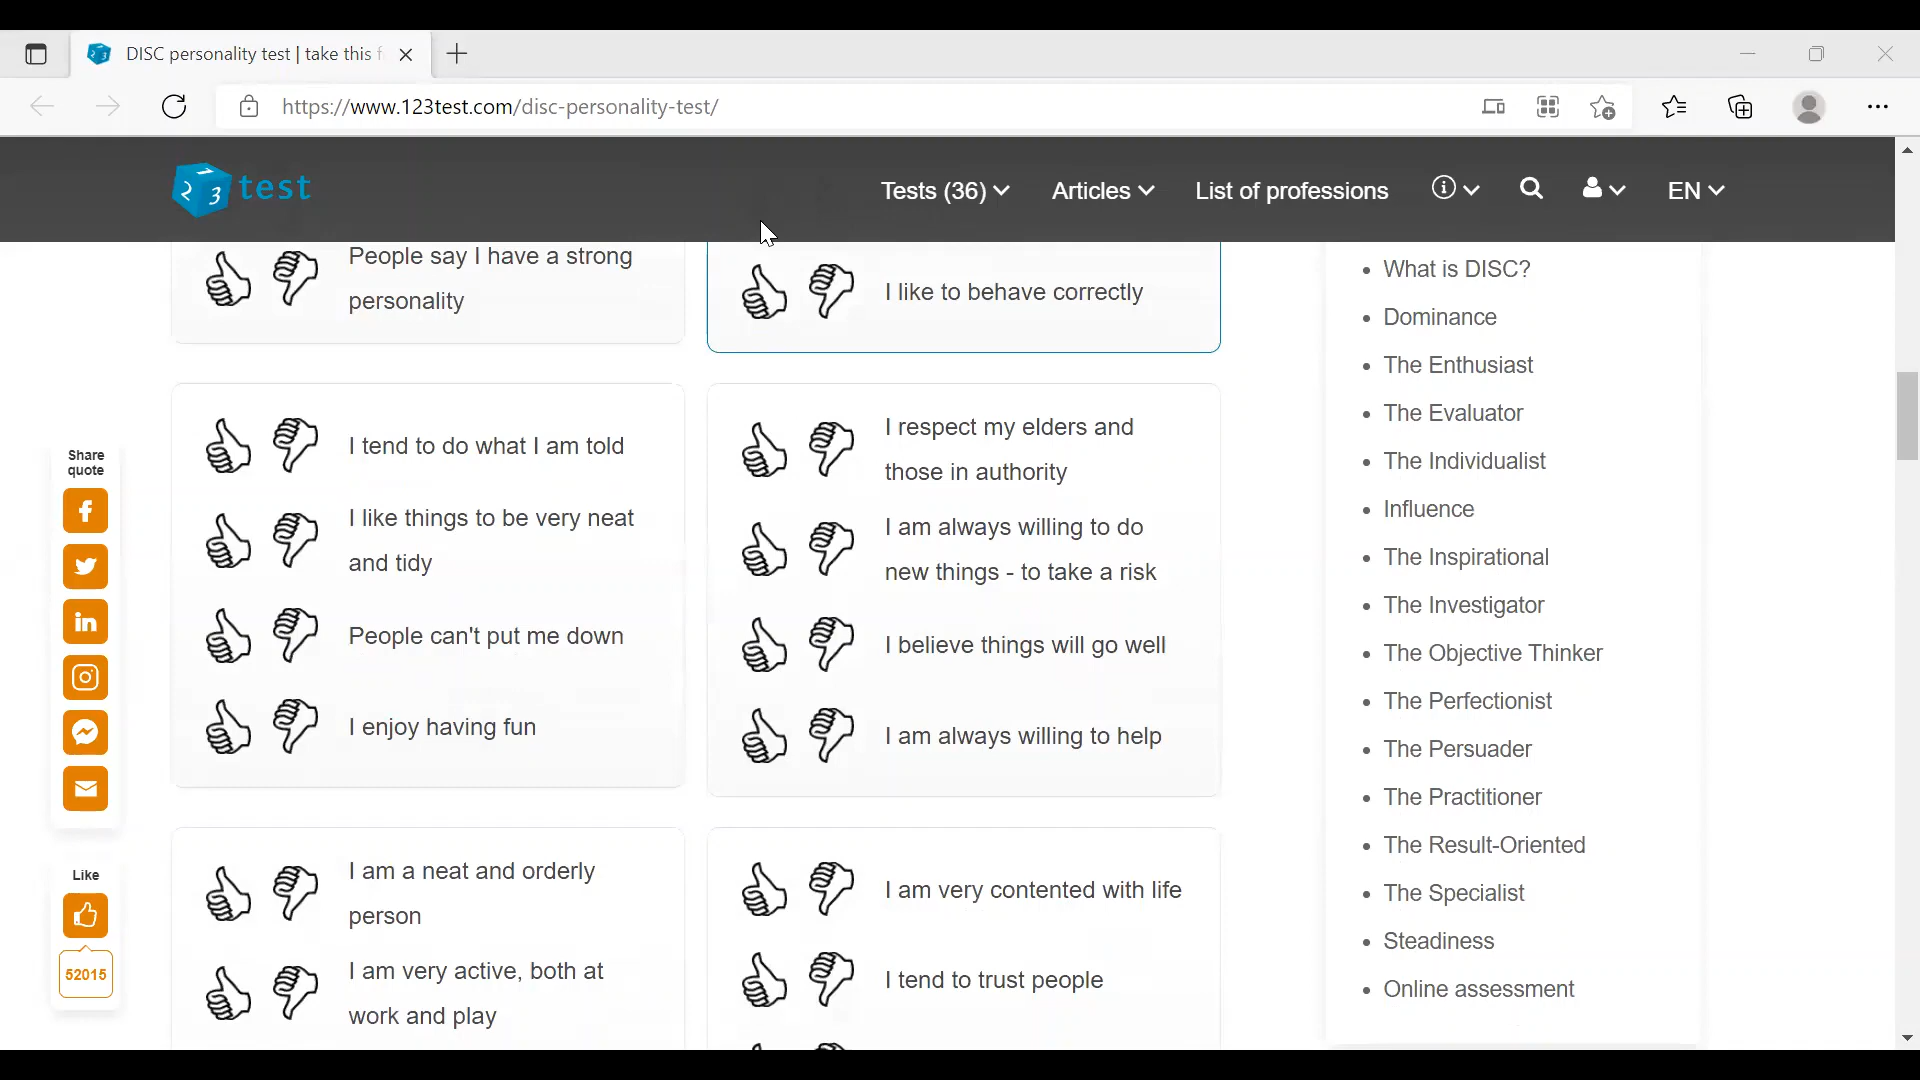 DISC personality test | take this f
https://www.123test.com/disc-personality-test/
123 test
Tests (36)
Articles
List of professions
EN
People say I have a strong
personality
I like to behave correctly
I tend to do what I am told
I like things to be very neat
and tidy
People can't put me down
I enjoy having fun
I respect my elders and
those in authority
I am always willing to do
new things - to take a risk
I believe things will go well
I am always willing to help
I am a neat and orderly
person
I am very active, both at
work and play
I am very contented with life
I tend to trust people
• What is DISC?
• Dominance
• The Enthusiast
• The Evaluator
• The Individualist
• Influence
• The Inspirational
• The Investigator
• The Objective Thinker
• The Perfectionist
• The Persuader
• The Practitioner
• The Result-Oriented
• The Specialist
• Steadiness
• Online assessment
Share
quote
Like
52015